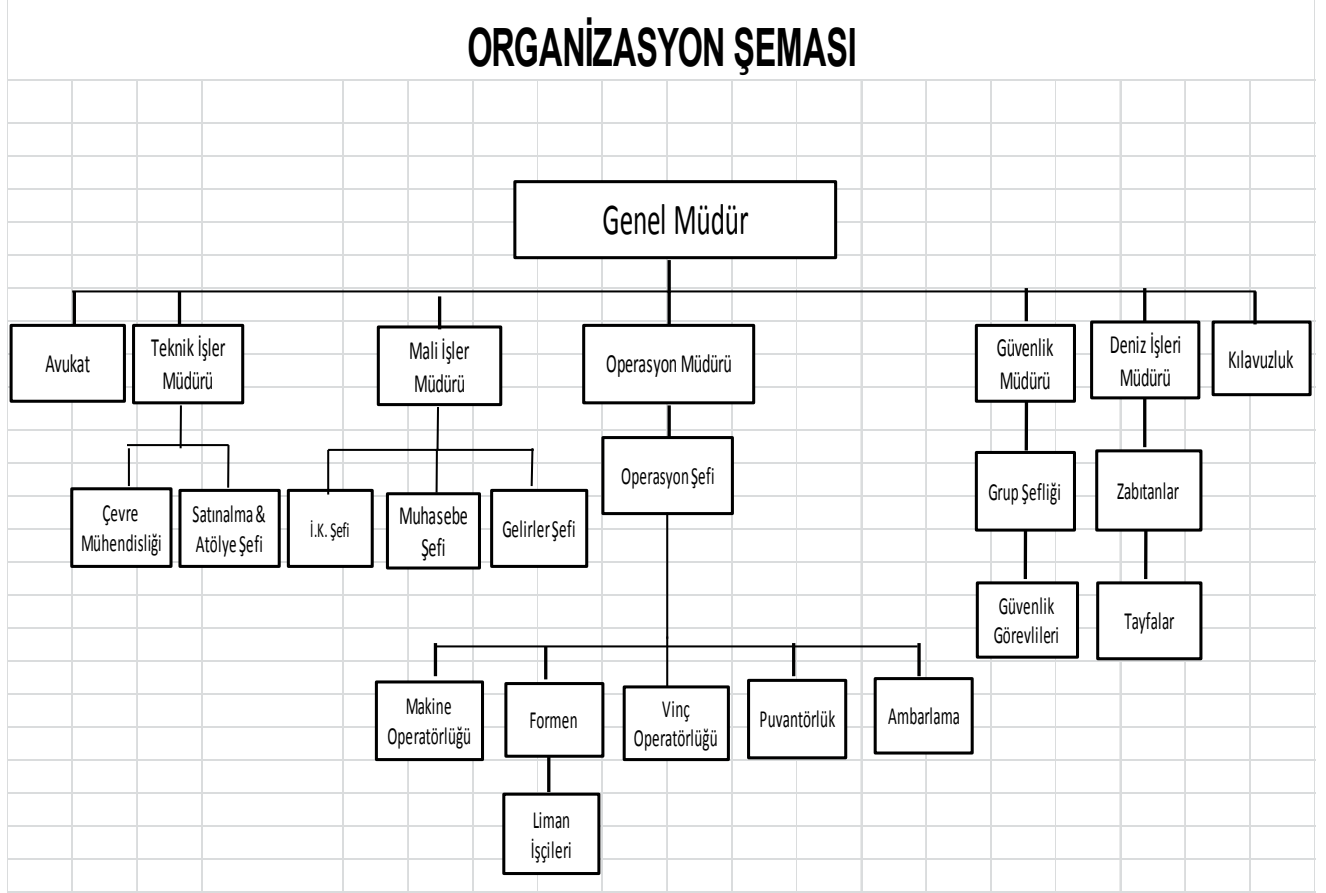 ORGANİZASYON ŞEMASI
Genel Müdür
Avukat
Teknik İşler
Müdürü
Mali İşler
Müdürü
Operasyon Müdürü
Güvenlik
Müdürü
Deniz İşleri
Müdürü
Kılavuzluk
Çevre
Mühendisliği
Satınalma &
Atölye Şefi
İ.K. Şefi
Muhasebe
Şefi
Gelirler Şefi
Operasyon Şefi
Grup Şefliği
Zabıtanlar
Güvenlik
Görevlileri
Tayfalar
Makine
Operatörlüğü
Formen
Vinç
Operatörlüğü
Puvantörlük
Ambarlama
Liman
İşçileri